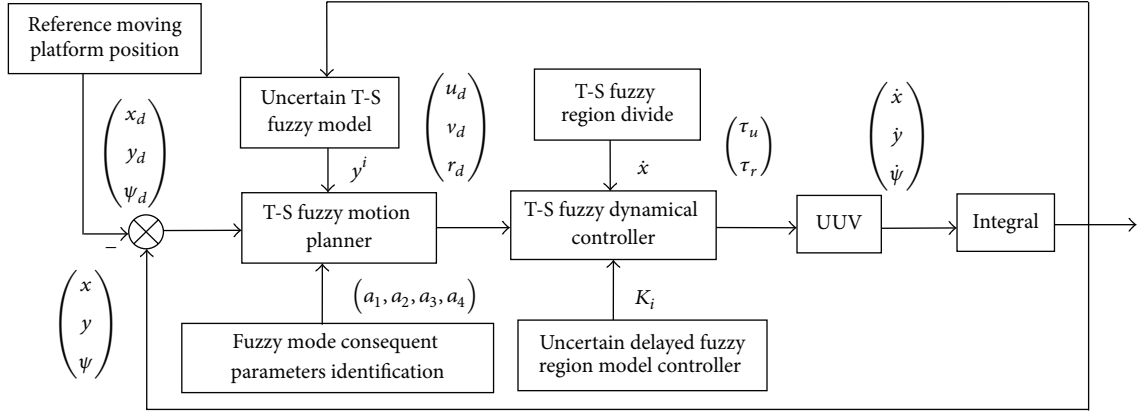 Reference moving
platform position
Uncertain T-S
fuzzy model
T-S fuzzy
region divide
(x_d
y_d
ψ_d)
(u_d
v_d
r_d)
(τ_u
τ_r)
(ẋ
ẏ
ψ̇)
y^i
ẋ
T-S fuzzy motion
planner
T-S fuzzy dynamical
controller
UUV
Integral
−
(x
y
ψ)
(a_1, a_2, a_3, a_4)
K_i
Fuzzy mode consequent
parameters identification
Uncertain delayed fuzzy
region model controller